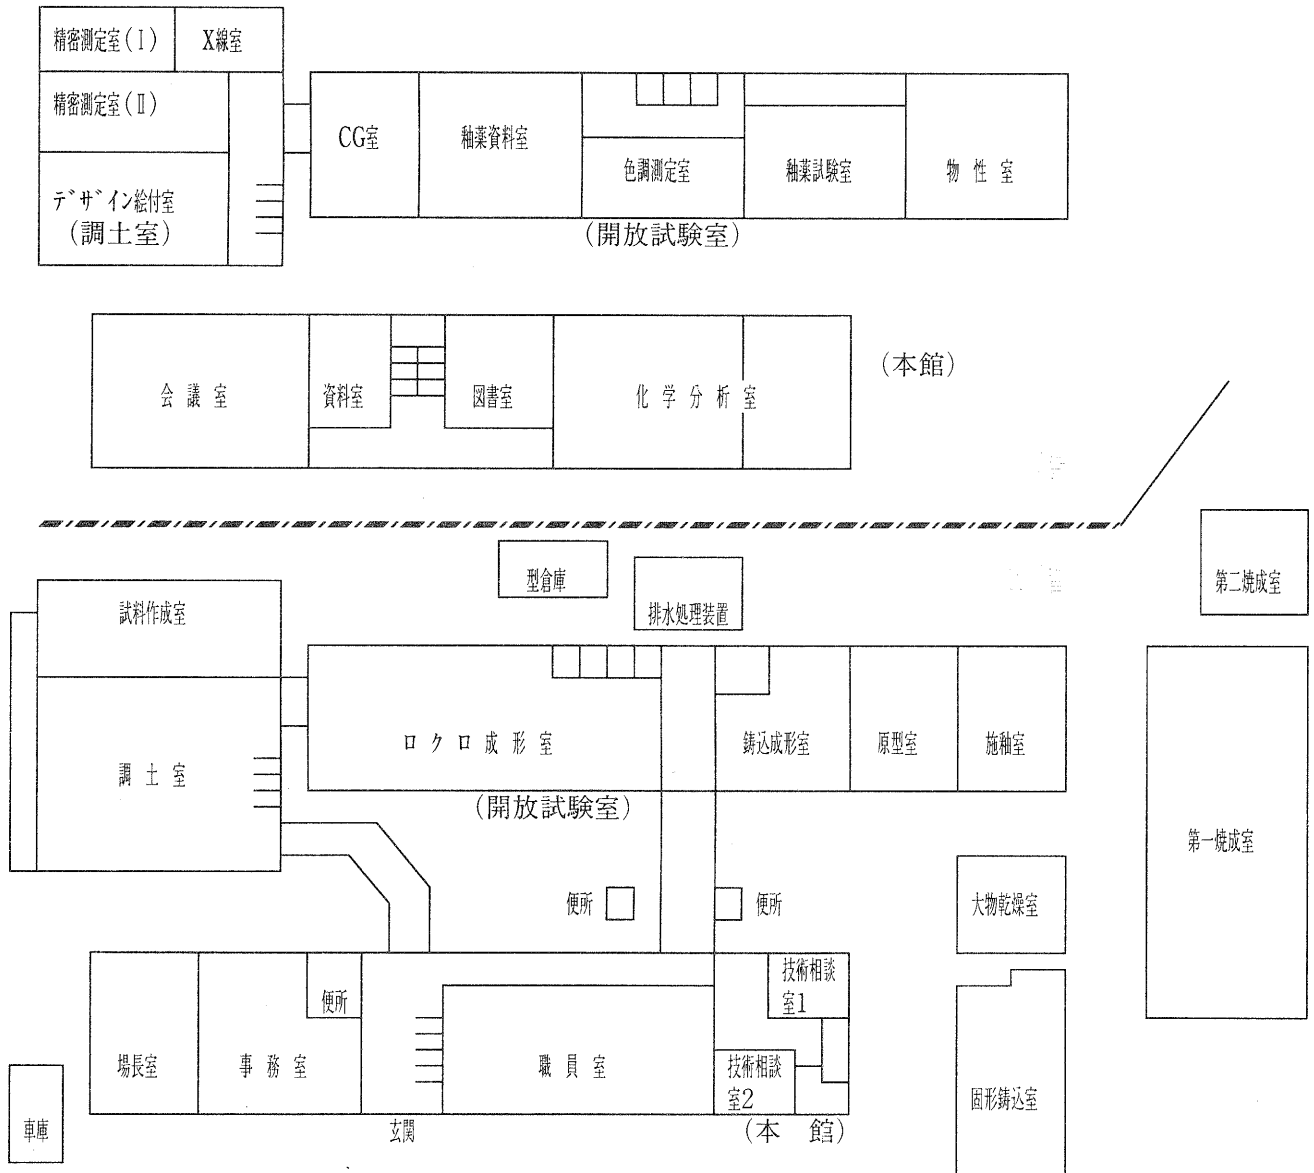 精密測定室(Ⅰ)
X線室
精密測定室(Ⅱ)
デザイン絵付室
(調土室)
CG室
釉薬資料室
色調測定室
釉薬試験室
物性室
(開放試験室)
会議室
資料室
図書室
化学分析室
(本館)
型倉庫
排水処理装置
第二焼成室
試料作成室
調土室
ロクロ成形室
(開放試験室)
鋳込成形室
原型室
施釉室
第一焼成室
便所
便所
大物乾燥室
場長室
事務室
便所
職員室
技術相談
室1
技術相談
室2
(本館)
玄関
車庫
固形鋳込室